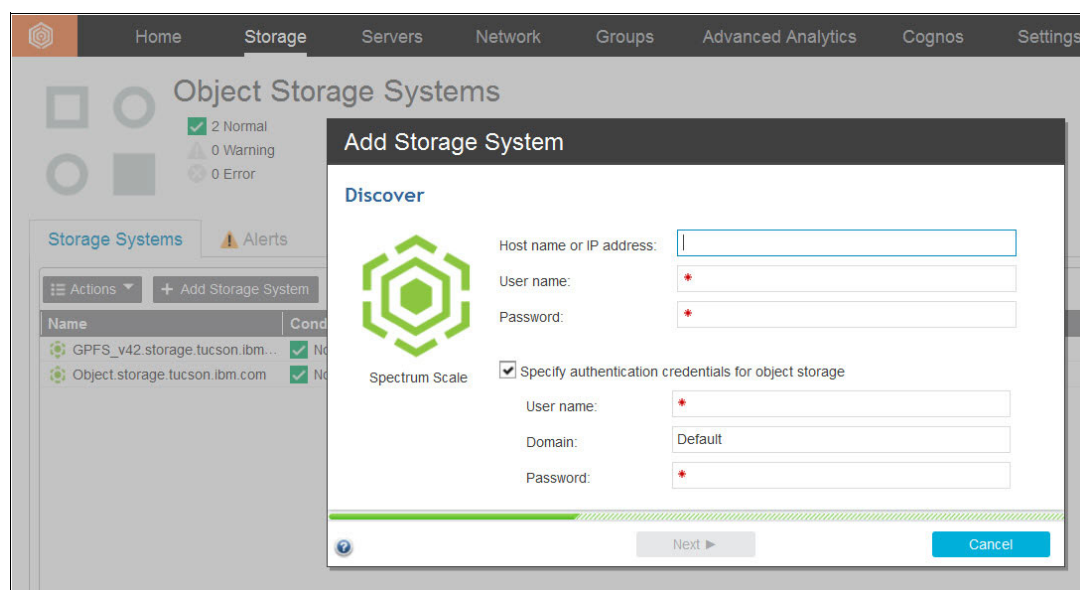 Home Storage Servers Network Groups Advanced Analytics Cognos Settings
Object Storage Systems
2 Normal
0 Warning
0 Error
Add Storage System
Discover
Storage Systems Alerts
Host name or IP address:
User name: *
Password: *
Actions + Add Storage System
Name Cond
GPFS_v42.storage.tucson.ibm... No
Object.storage.tucson.ibm.com No
Spectrum Scale
Specify authentication credentials for object storage
User name: *
Domain: Default
Password: *
? Next Cancel